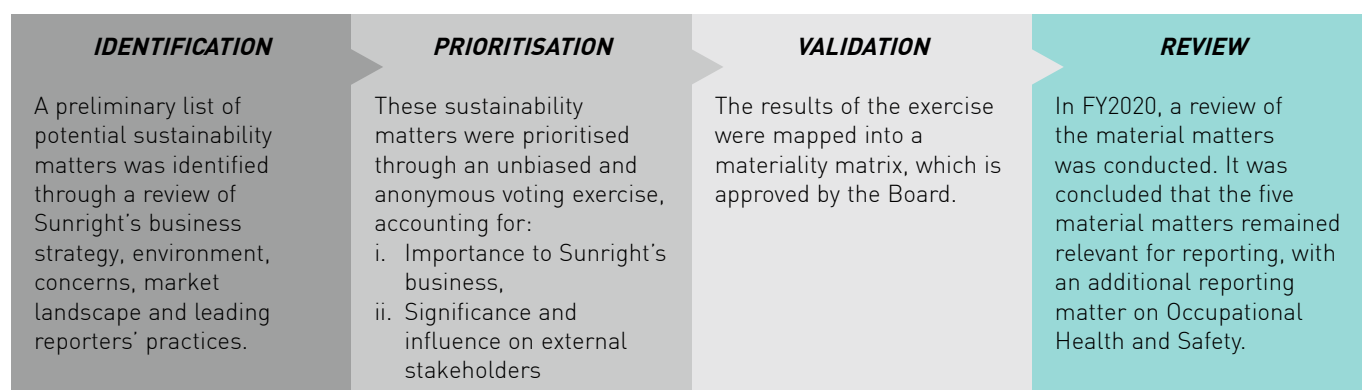 IDENTIFICATION
A preliminary list of
potential sustainability
matters was identified
through a review of
Sunright's business
strategy, environment,
concerns, market
landscape and leading
reporters' practices.
PRIORITISATION
These sustainability
matters were prioritised
through an unbiased and
anonymous voting exercise,
accounting for:
i. Importance to Sunright's
business,
ii. Significance and
influence on external
stakeholders
VALIDATION
The results of the exercise
were mapped into a
materiality matrix, which is
approved by the Board.
REVIEW
In FY2020, a review of
the material matters
was conducted. It was
concluded that the five
material matters remained
relevant for reporting, with
an additional reporting
matter on Occupational
Health and Safety.